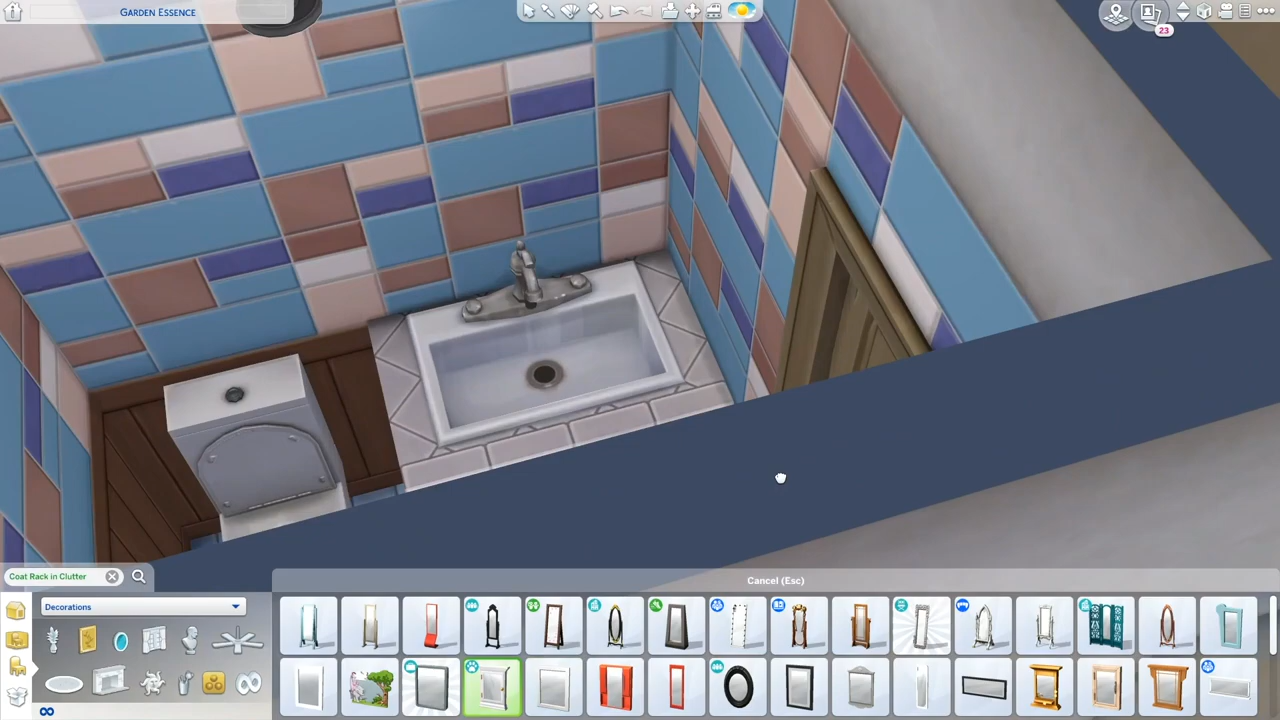 GARDEN ESSENCE
23
Coat Rack in Clutter
Cancel (Esc)
Decorations